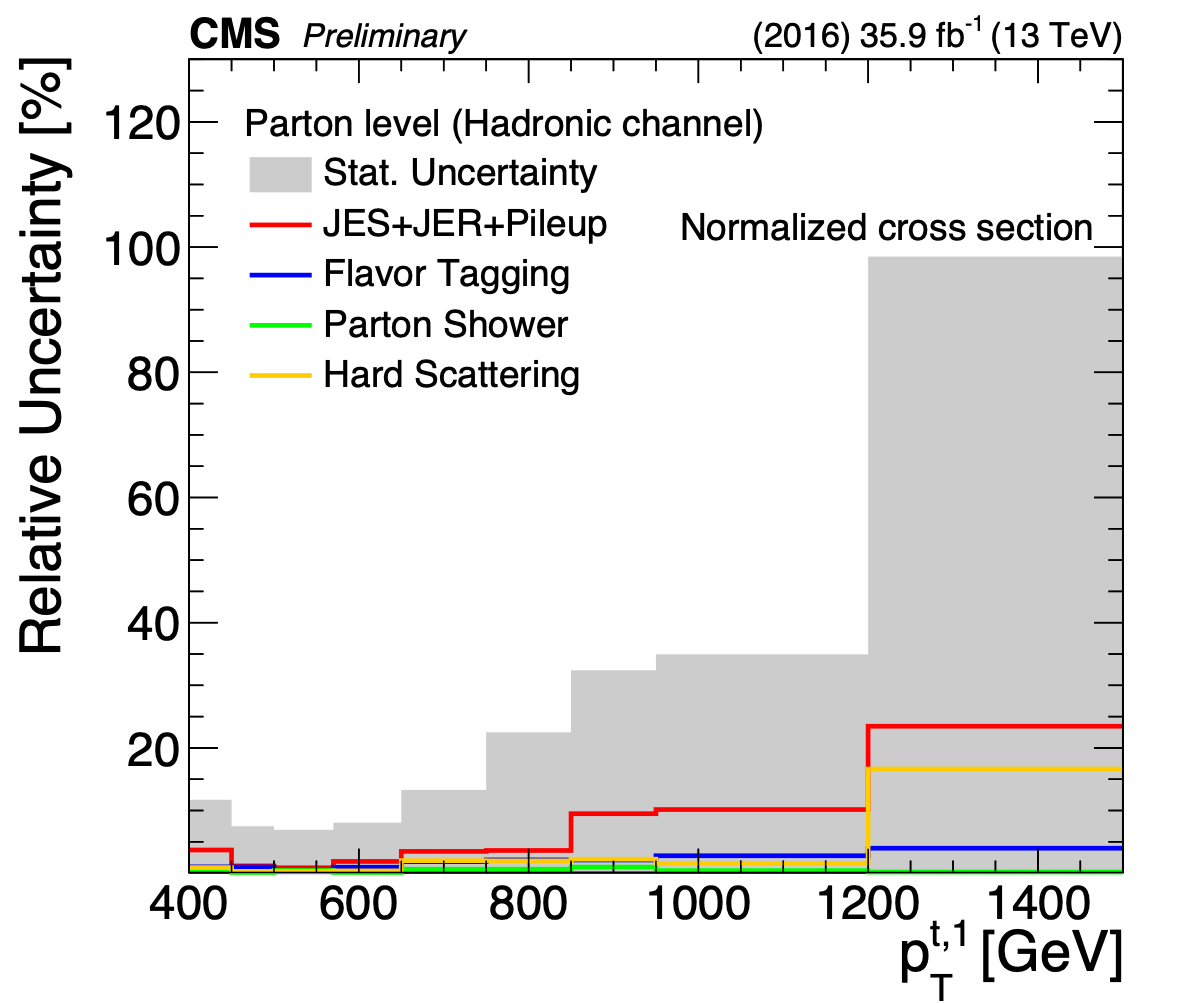 CMS Preliminary (2016) 35.9 fb⁻¹ (13 TeV)
Relative Uncertainty [%]
120
100
80
60
40
20
Parton level (Hadronic channel)
Stat. Uncertainty
JES+JER+Pileup
Flavor Tagging
Parton Shower
Hard Scattering
Normalized cross section
400 600 800 1000 1200 1400
p_T^{t,1} [GeV]